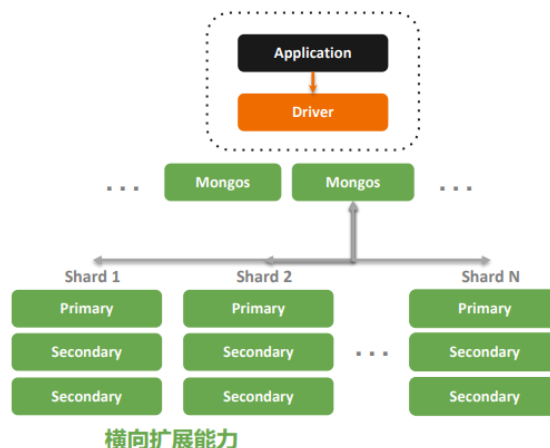 Application
Driver
... Mongos Mongos ...
Shard 1 Shard 2 Shard N
Primary Primary Primary
Secondary Secondary ... Secondary
Secondary Secondary Secondary
横向扩展能力